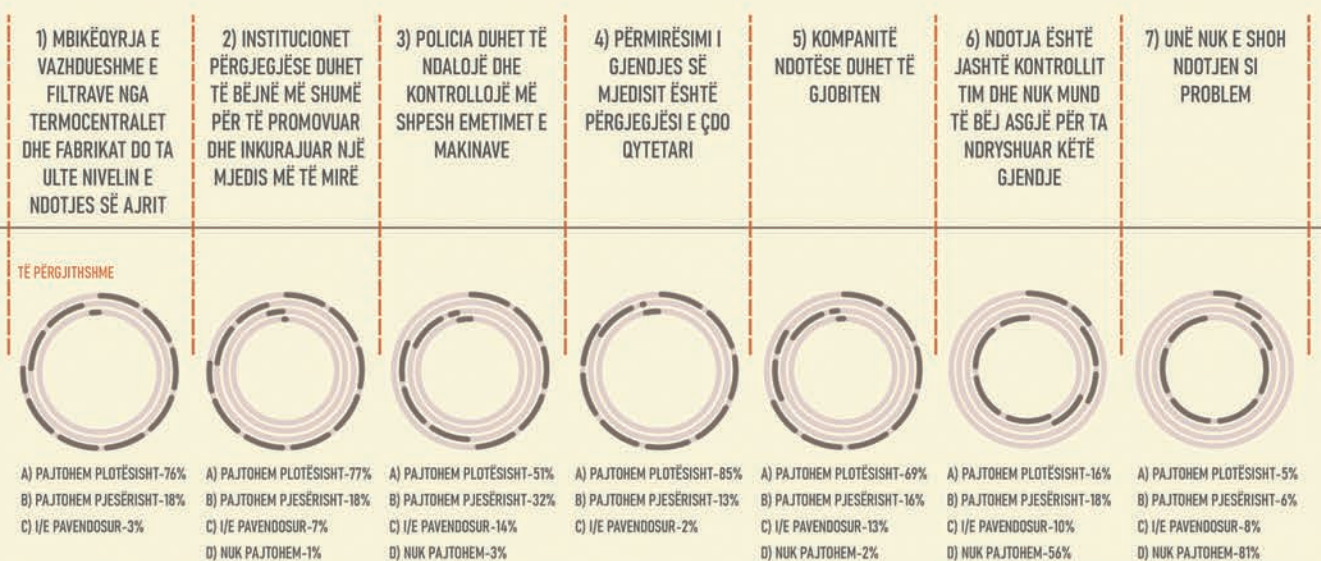 1) MBIKËQYRJA E
VAZHDUESHME E
FILTRAVE NGA
TERMOCENTRALET
DHE FABRIKAT DO TA
ULTE NIVELIN E
NDOTJES SË AJRIT
2) INSTITUCIONET
PËRGJEGJËSE DUHET
TË BËJNË MË SHUMË
PËR TË PROMOVUAR
DHE INKURAJUAR NJË
MJEDIS MË TË MIRË
3) POLICIA DUHET TË
NDALOJË DHE
KONTROLLOJË MË
SHPESH EMETIMET E
MAKINAVE
4) PËRMIRËSIMI I
GJENDJES SË
MJEDISIT ËSHTË
PËRGJEGJËSI E ÇDO
QYTETARI
5) KOMPANITË
NDOTËSE DUHET TË
GJOBITEN
6) NDOTJA ËSHTË
JASHTË KONTROLLIT
TIM DHE NUK MUND
TË BËJ ASGJË PËR TA
NDRYSHUAR KËTË
GJENDJE
7) UNË NUK E SHOH
NDOTJEN SI
PROBLEM
TË PËRGJITHSHME
A) PAJTOHEM PLOTËSISHT-76%
B) PAJTOHEM PJESËRISHT-18%
C) I/E PAVENDOSUR-3%
A) PAJTOHEM PLOTËSISHT-77%
B) PAJTOHEM PJESËRISHT-18%
C) I/E PAVENDOSUR-7%
D) NUK PAJTOHEM-1%
A) PAJTOHEM PLOTËSISHT-51%
B) PAJTOHEM PJESËRISHT-32%
C) I/E PAVENDOSUR-14%
D) NUK PAJTOHEM-3%
A) PAJTOHEM PLOTËSISHT-85%
B) PAJTOHEM PJESËRISHT-13%
C) I/E PAVENDOSUR-2%
A) PAJTOHEM PLOTËSISHT-69%
B) PAJTOHEM PJESËRISHT-16%
C) I/E PAVENDOSUR-13%
D) NUK PAJTOHEM-2%
A) PAJTOHEM PLOTËSISHT-16%
B) PAJTOHEM PJESËRISHT-18%
C) I/E PAVENDOSUR-10%
D) NUK PAJTOHEM-56%
A) PAJTOHEM PLOTËSISHT-5%
B) PAJTOHEM PJESËRISHT-6%
C) I/E PAVENDOSUR-8%
D) NUK PAJTOHEM-81%